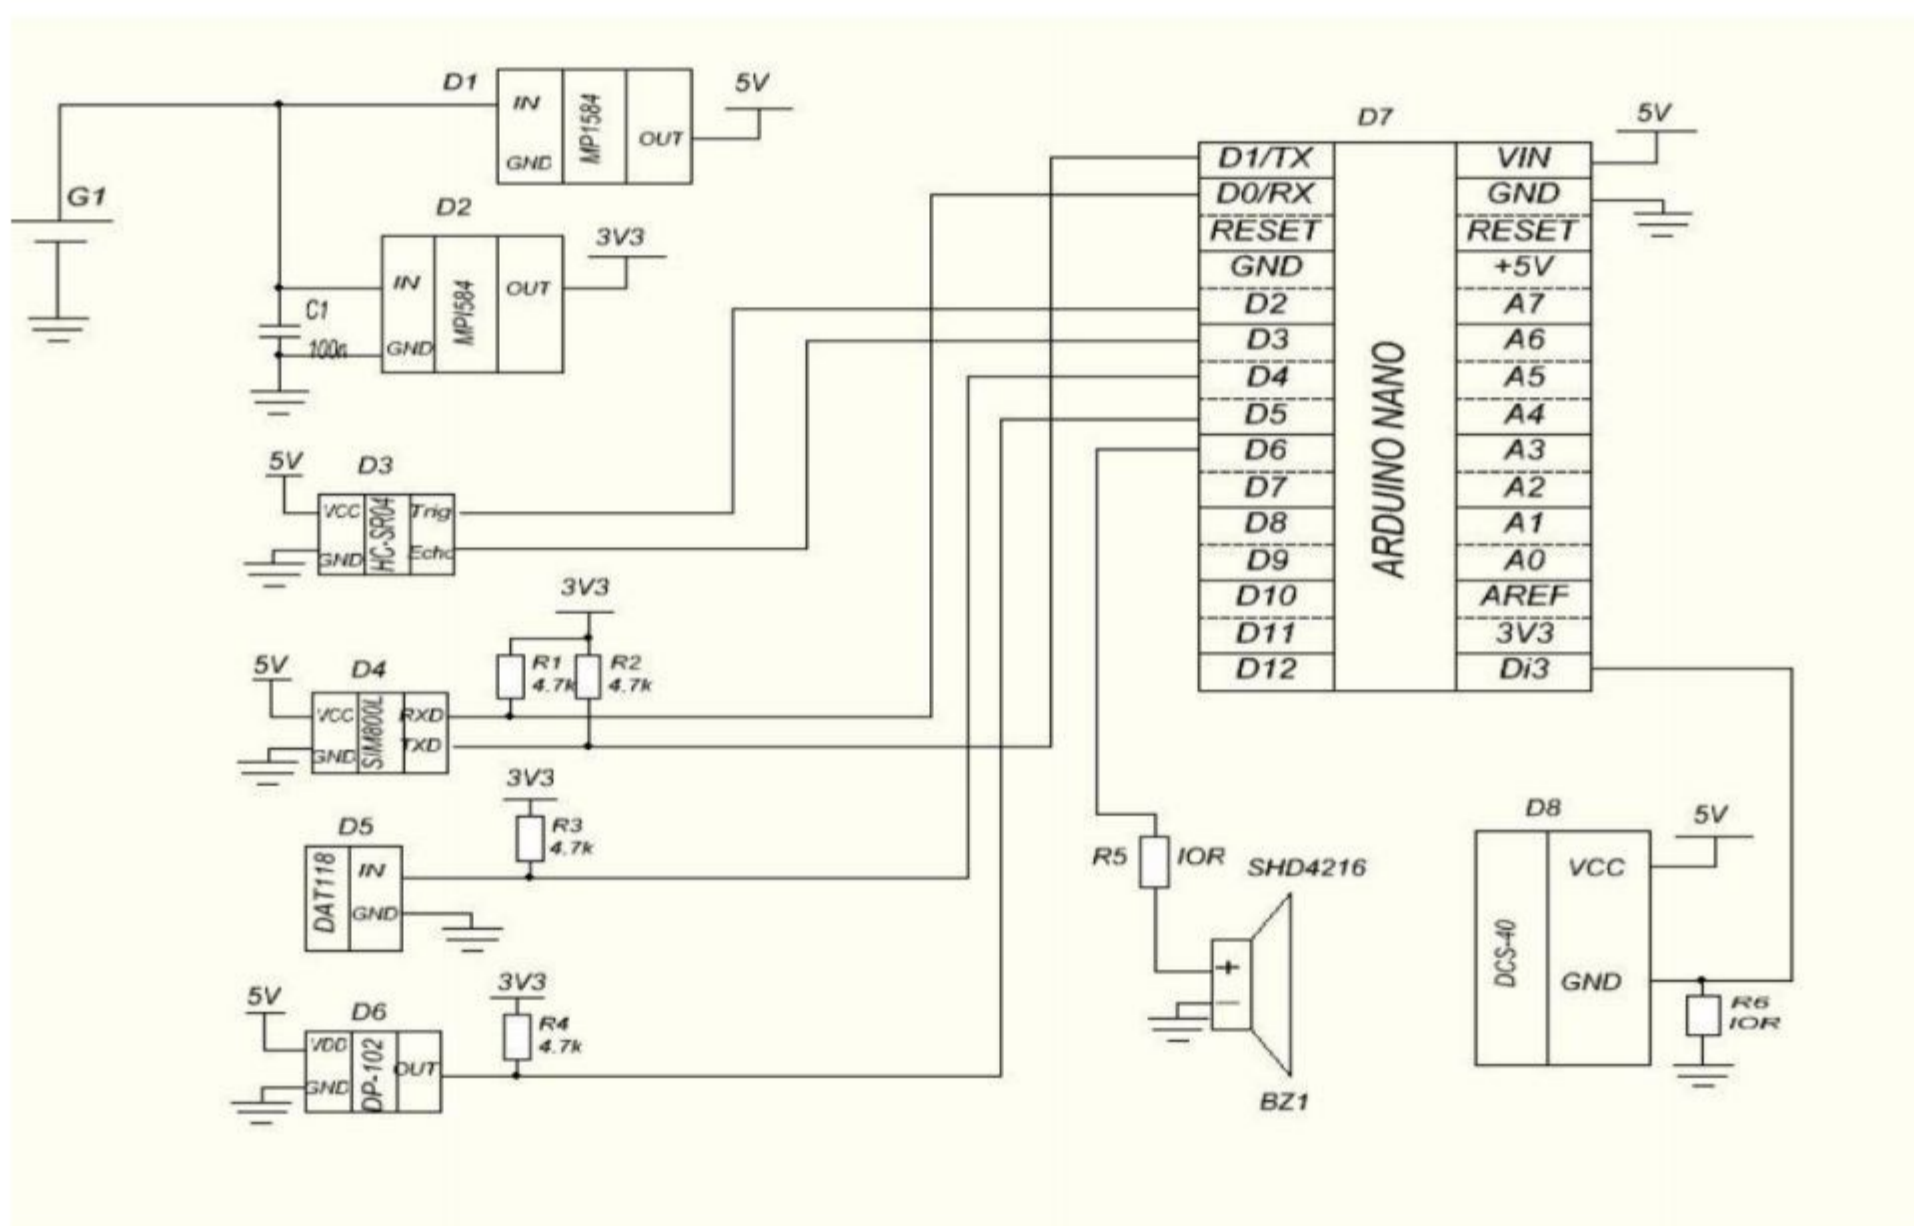 D1
IN
GND
MP1584
OUT
5V
G1
D2
IN
GND
MPI584
OUT
3V3
C1
100n
5V
D3
VCC
GND
HC-SR04
Trig
Echo
3V3
R1
4.7k
R2
4.7k
5V
D4
VCC
GND
SIM800L
RXD
TXD
3V3
R3
4.7k
D5
DAT118
IN
GND
3V3
R4
4.7k
5V
D6
VDD
GND
DP-102
OUT
D7
5V
D1/TX
D0/RX
RESET
GND
D2
D3
D4
D5
D6
D7
D8
D9
D10
D11
D12
ARDUINO NANO
VIN
GND
RESET
+5V
A7
A6
A5
A4
A3
A2
A1
A0
AREF
3V3
Di3
R5
IOR
SHD4216
+
−
BZ1
D8
5V
DCS-40
VCC
GND
R6
IOR